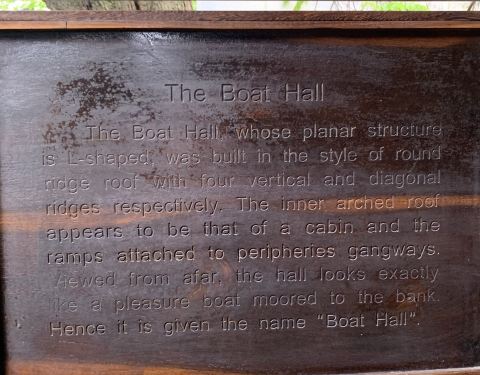 The Boat Hall
The Boat Hall, whose planar structure
is L-shaped, was built in the style of round
ridge roof with four vertical and diagonal
ridges respectively. The inner arched roof
appears to be that of a cabin and the
ramps attached to peripheries gangways.
Viewed from afar, the hall looks exactly
like a pleasure boat moored to the bank.
Hence it is given the name "Boat Hall".